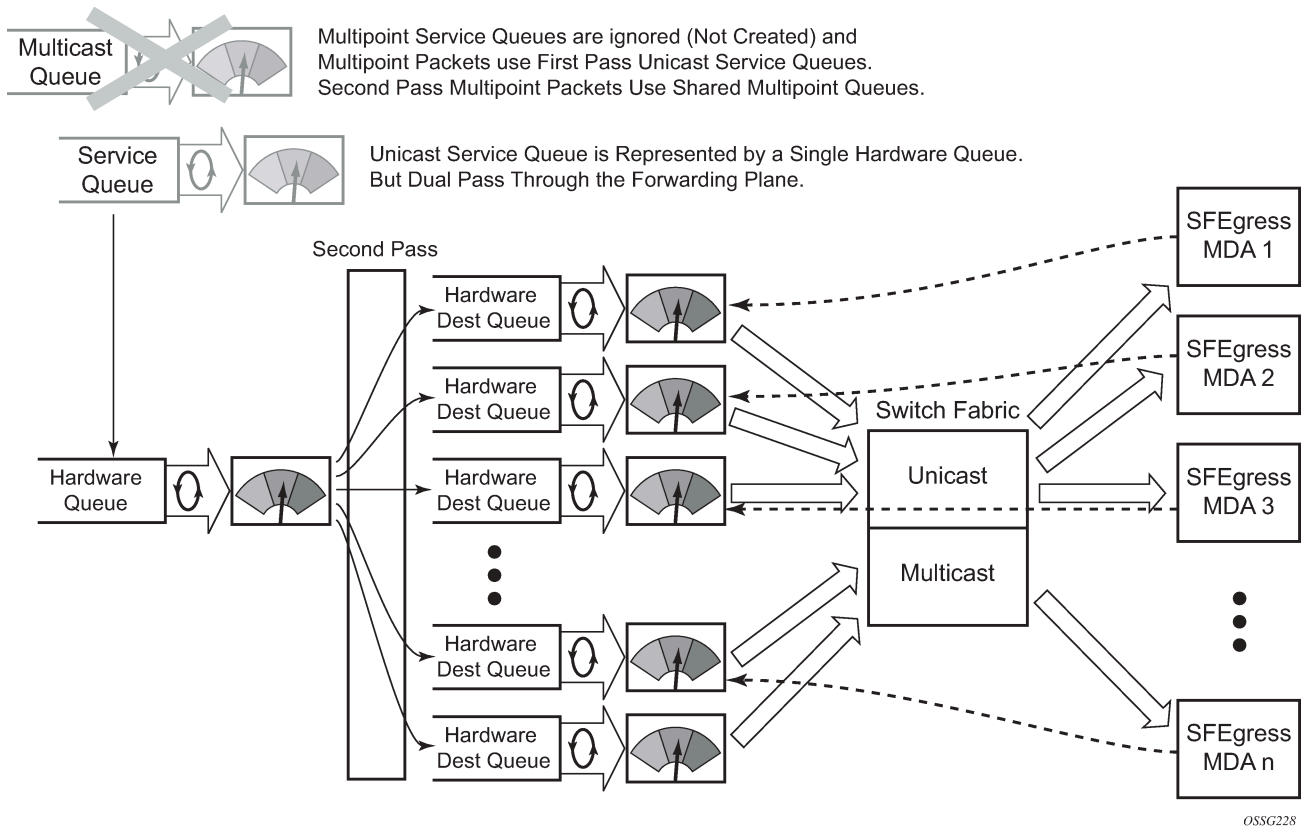 Multicast
Queue
Multipoint Service Queues are ignored (Not Created) and
Multipoint Packets use First Pass Unicast Service Queues.
Second Pass Multipoint Packets Use Shared Multipoint Queues.
Service
Queue
Unicast Service Queue is Represented by a Single Hardware Queue.
But Dual Pass Through the Forwarding Plane.
Second Pass
Hardware
Queue
Hardware
Dest Queue
Hardware
Dest Queue
Hardware
Dest Queue
Hardware
Dest Queue
Hardware
Dest Queue
Switch Fabric
Unicast
Multicast
SFEgress
MDA 1
SFEgress
MDA 2
SFEgress
MDA 3
SFEgress
MDA n
OSSG228